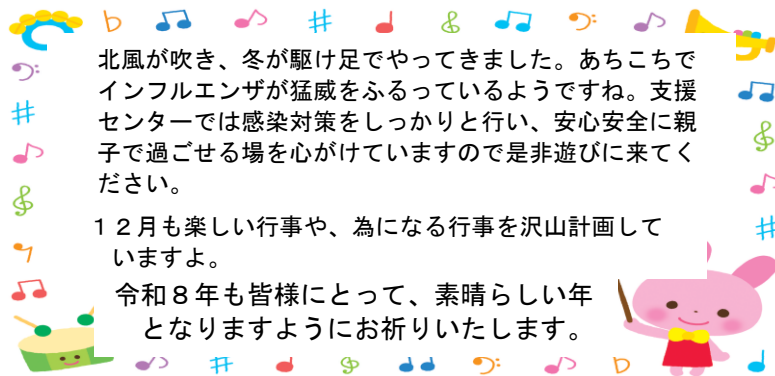 北風が吹き、冬が駆け足でやってきました。あちこちで
インフルエンザが猛威をふるっているようですね。支援
センターでは感染対策をしっかりと行い、安心安全に親
子で過ごせる場を心がけていますので是非遊びに来てく
ださい。
１２月も楽しい行事や、為になる行事を沢山計画して
いますよ。
令和８年も皆様にとって、素晴らしい年
となりますようにお祈りいたします。